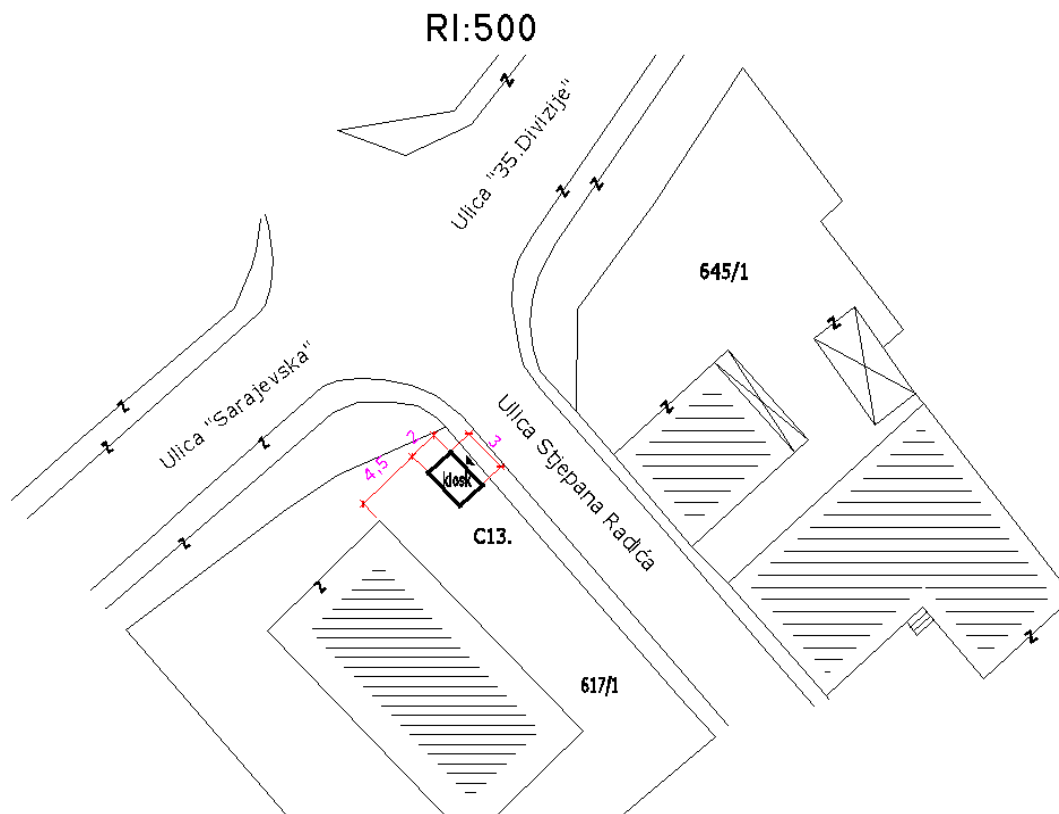 RI:500
Ulica "35.Divizije"
645/1
Ulica "Sarajevska"
Ulica Stjepana Radića
2
3
4,5
kiosk
C13.
617/1